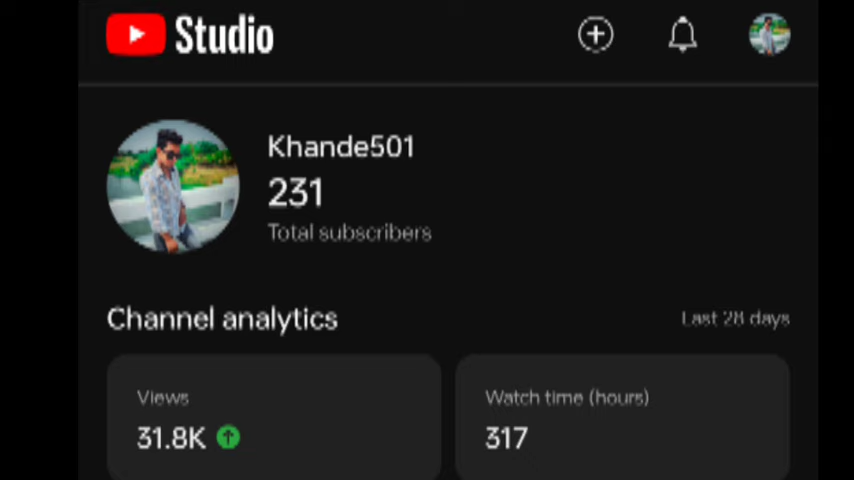 Studio
Khande501
231
Total subscribers
Channel analytics
Last 28 days
Views
Watch time (hours)
31.8K
317